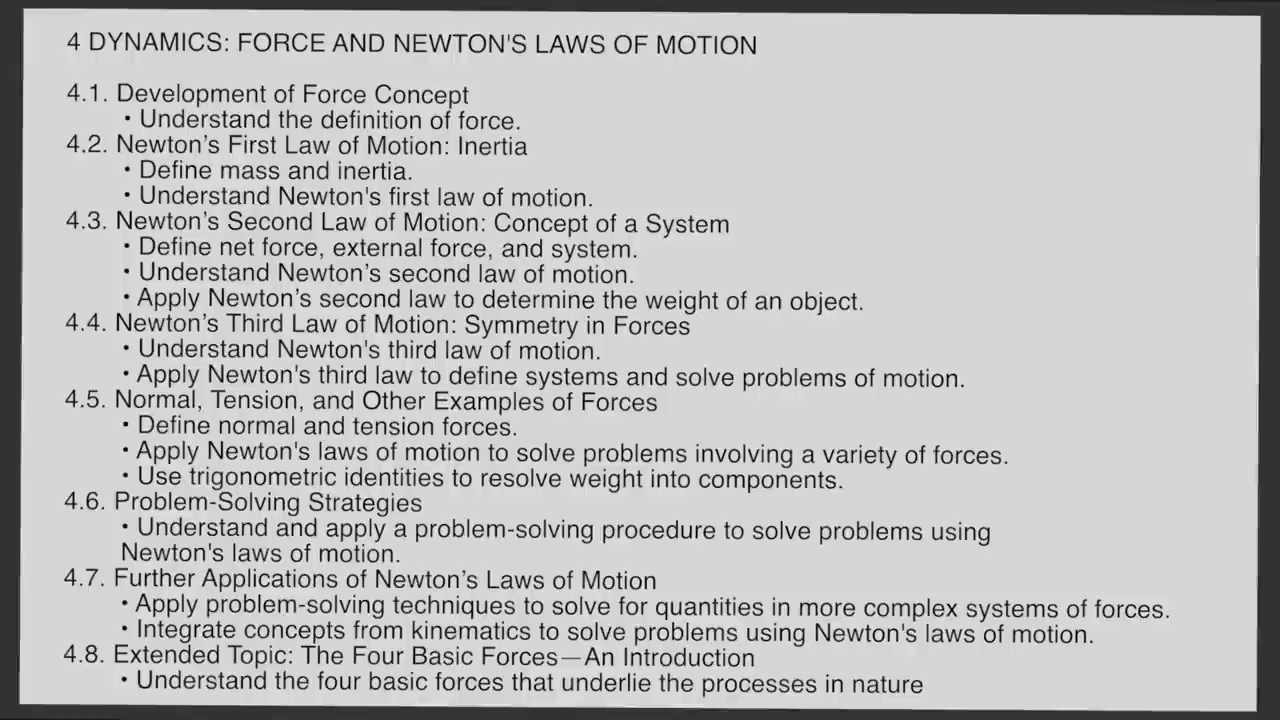 4 DYNAMICS: FORCE AND NEWTON'S LAWS OF MOTION
4.1. Development of Force Concept
• Understand the definition of force.
4.2. Newton’s First Law of Motion: Inertia
• Define mass and inertia.
• Understand Newton's first law of motion.
4.3. Newton’s Second Law of Motion: Concept of a System
• Define net force, external force, and system.
• Understand Newton’s second law of motion.
• Apply Newton’s second law to determine the weight of an object.
4.4. Newton’s Third Law of Motion: Symmetry in Forces
• Understand Newton's third law of motion.
• Apply Newton's third law to define systems and solve problems of motion.
4.5. Normal, Tension, and Other Examples of Forces
• Define normal and tension forces.
• Apply Newton's laws of motion to solve problems involving a variety of forces.
• Use trigonometric identities to resolve weight into components.
4.6. Problem-Solving Strategies
• Understand and apply a problem-solving procedure to solve problems using
Newton's laws of motion.
4.7. Further Applications of Newton’s Laws of Motion
• Apply problem-solving techniques to solve for quantities in more complex systems of forces.
• Integrate concepts from kinematics to solve problems using Newton's laws of motion.
4.8. Extended Topic: The Four Basic Forces—An Introduction
• Understand the four basic forces that underlie the processes in nature